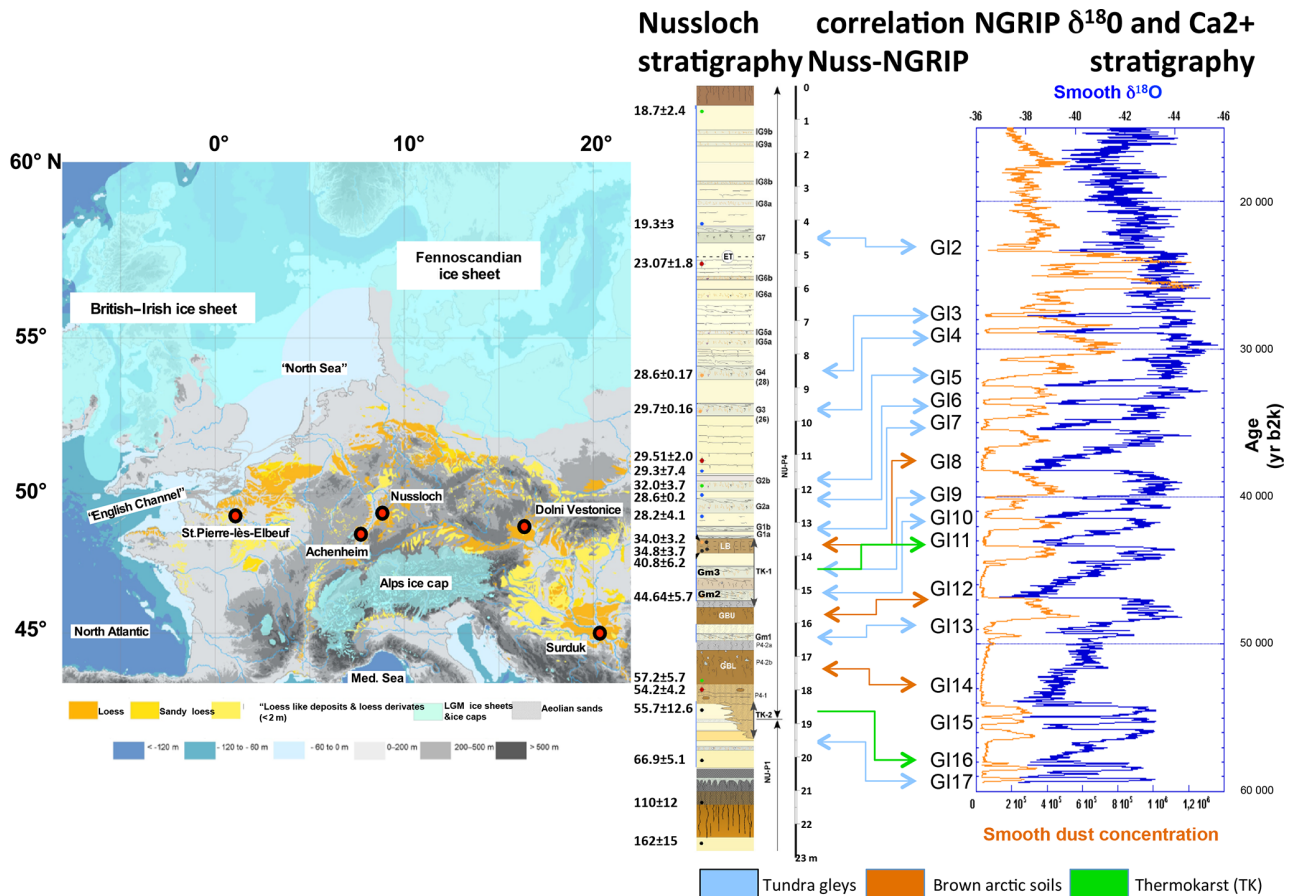 Nussloch
stratigraphy
correlation
Nuss-NGRIP
NGRIP δ¹⁸0 and Ca2+
stratigraphy
0°
10°
20°
60° N
55°
50°
45°
British–Irish ice sheet
Fennoscandian
ice sheet
"North Sea"
"English Channel"
St.Pierre-lès-Elbeuf
Nussloch
Achenheim
Dolni Vestonice
Alps ice cap
North Atlantic
Surduk
Med. Sea
Loess
Sandy loess
"Loess like deposits & loess derivates
(<2 m)
LGM ice sheets
&ice caps
Aeolian sands
< -120 m
- 120 to - 60 m
- 60 to 0 m
0-200 m
200–500 m
> 500 m
18.7±2.4
19.3±3
23.07±1.8
28.6±0.17
29.7±0.16
29.51±2.0
29.3±7.4
32.0±3.7
28.6±0.2
28.2±4.1
34.0±3.2
34.8±3.7
40.8±6.2
44.64±5.7
57.2±5.7
54.2±4.2
55.7±12.6
66.9±5.1
110±12
162±15
IG9b
IG9a
IG8b
IG8a
G7
ET
IG6b
IG6a
IG5a
IG5a
G4
(28)
G3
(26)
G2b
G2a
G1b
G1a
LB
TK-1
Gm3
Gm2
GBU
Gm1
P4-2a
P4-2b
GBL
P4-1
TK-2
NU-P4
NU-P1
0
1
2
3
4
5
6
7
8
9
10
11
12
13
14
15
16
17
18
19
20
21
22
23 m
GI2
GI3
GI4
GI5
GI6
GI7
GI8
GI9
GI10
GI11
GI12
GI13
GI14
GI15
GI16
GI17
Smooth δ¹⁸O
-36
-38
-40
-42
-44
-46
20 000
30 000
40 000
50 000
60 000
Age
(yr b2k)
0
2 10⁵
4 10⁵
6 10⁵
8 10⁵
1 10⁶
1,2 10⁶
Smooth dust concentration
Tundra gleys
Brown arctic soils
Thermokarst (TK)